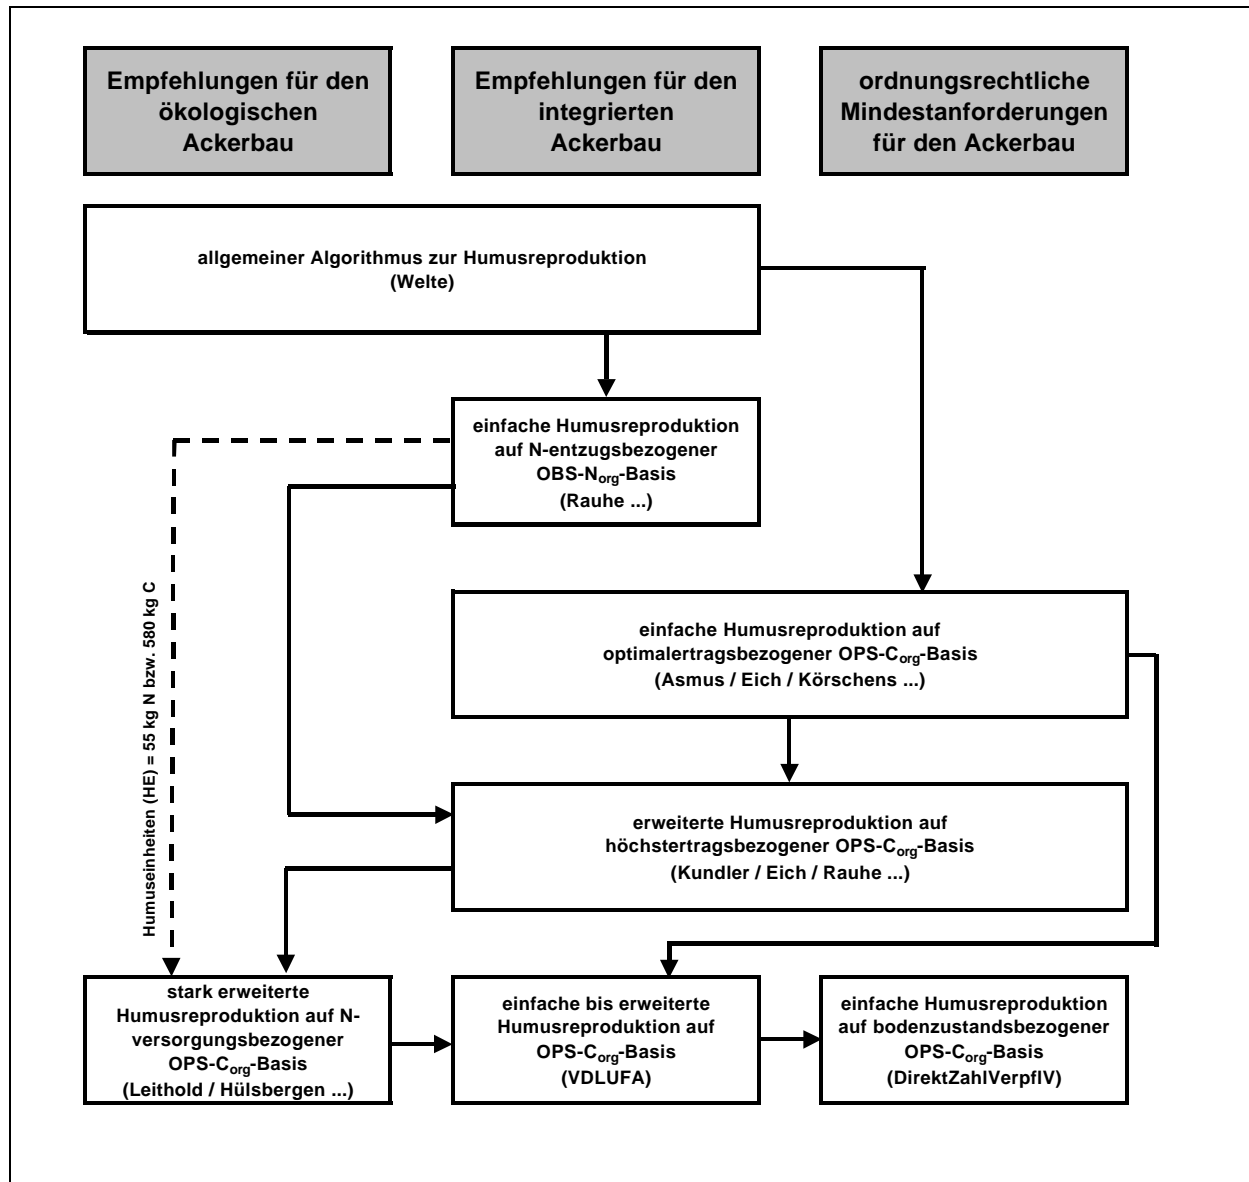 Empfehlungen für den
ökologischen
Ackerbau
Empfehlungen für den
integrierten
Ackerbau
ordnungsrechtliche
Mindestanforderungen
für den Ackerbau
allgemeiner Algorithmus zur Humusreproduktion
(Welte)
einfache Humusreproduktion
auf N-entzugsbezogener
OBS-Norg-Basis
(Rauhe ...)
Humuseinheiten (HE) = 55 kg N bzw. 580 kg C
einfache Humusreproduktion auf
optimalertragsbezogener OPS-Corg-Basis
(Asmus / Eich / Körschens ...)
erweiterte Humusreproduktion auf
höchstertragsbezogener OPS-Corg-Basis
(Kundler / Eich / Rauhe ...)
stark erweiterte
Humusreproduktion auf N-
versorgungsbezogener
OPS-Corg-Basis
(Leithold / Hülsbergen ...)
einfache bis erweiterte
Humusreproduktion auf
OPS-Corg-Basis
(VDLUFA)
einfache Humusreproduktion
auf bodenzustandsbezogener
OPS-Corg-Basis
(DirektZahlVerpflV)